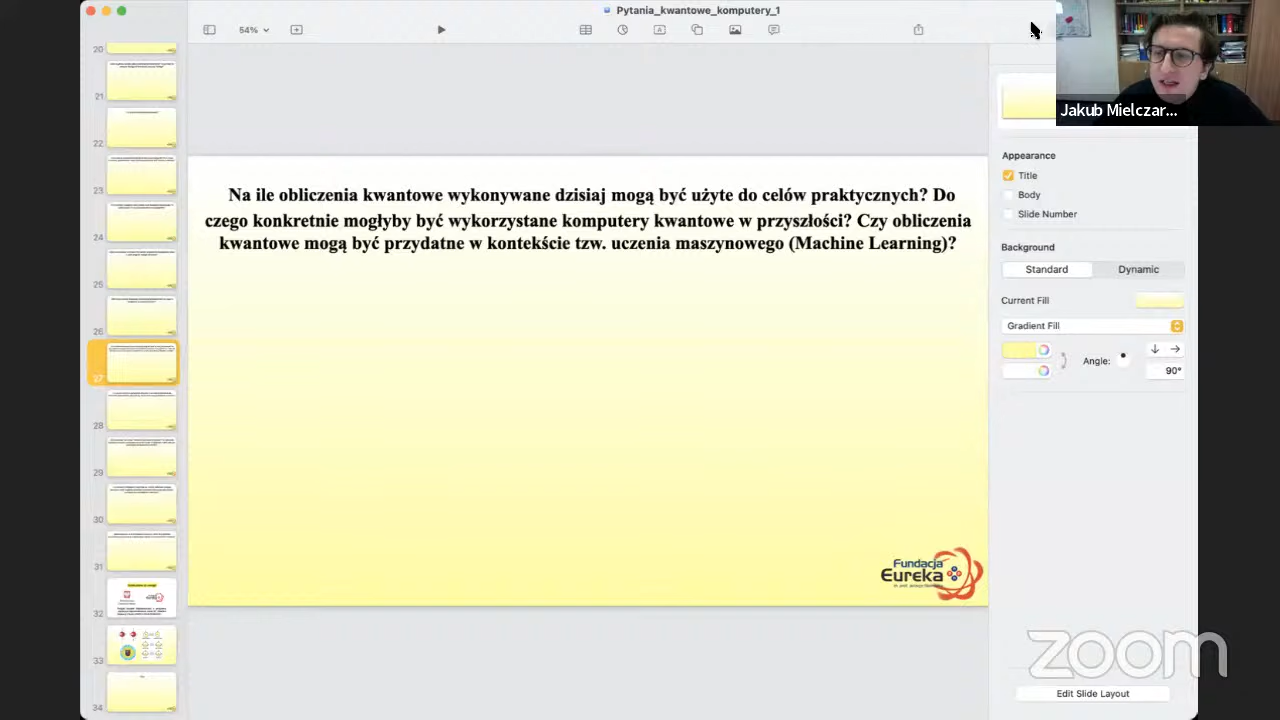 Pytania_kwantowe_komputery_1
54%
Jakub Mielczar...
20
21
22
23
24
25
26
27
28
29
30
31
32
33
34
Na ile obliczenia kwantowe wykonywane dzisiaj mogą być użyte do celów praktycznych? Do
czego konkretnie mogłyby być wykorzystane komputery kwantowe w przyszłości? Czy obliczenia
kwantowe mogą być przydatne w kontekście tzw. uczenia maszynowego (Machine Learning)?
Fundacja
Eureka
Appearance
Title
Body
Slide Number
Background
Standard
Dynamic
Current Fill
Gradient Fill
Angle:
90°
Edit Slide Layout
zoom